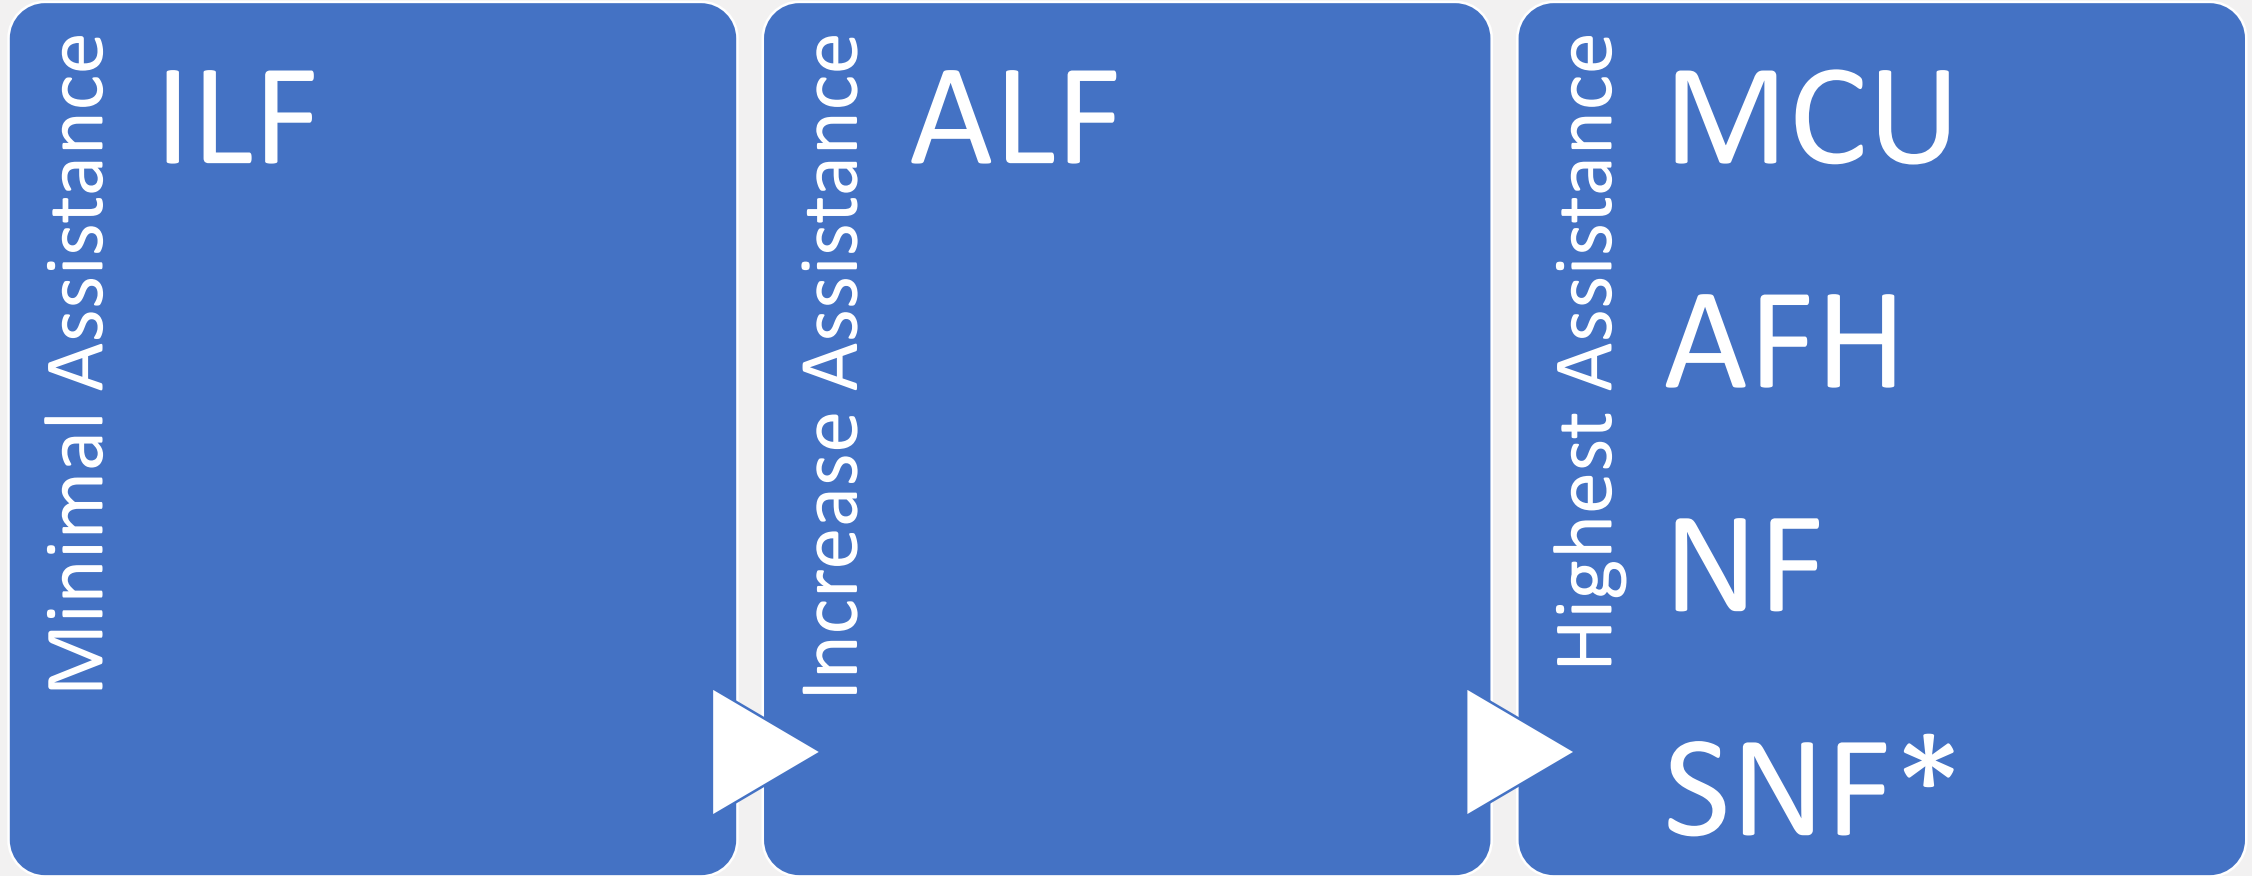 Minimal Assistance
ILF
Increase Assistance
ALF
Highest Assistance
MCU
AFH
NF
SNF*